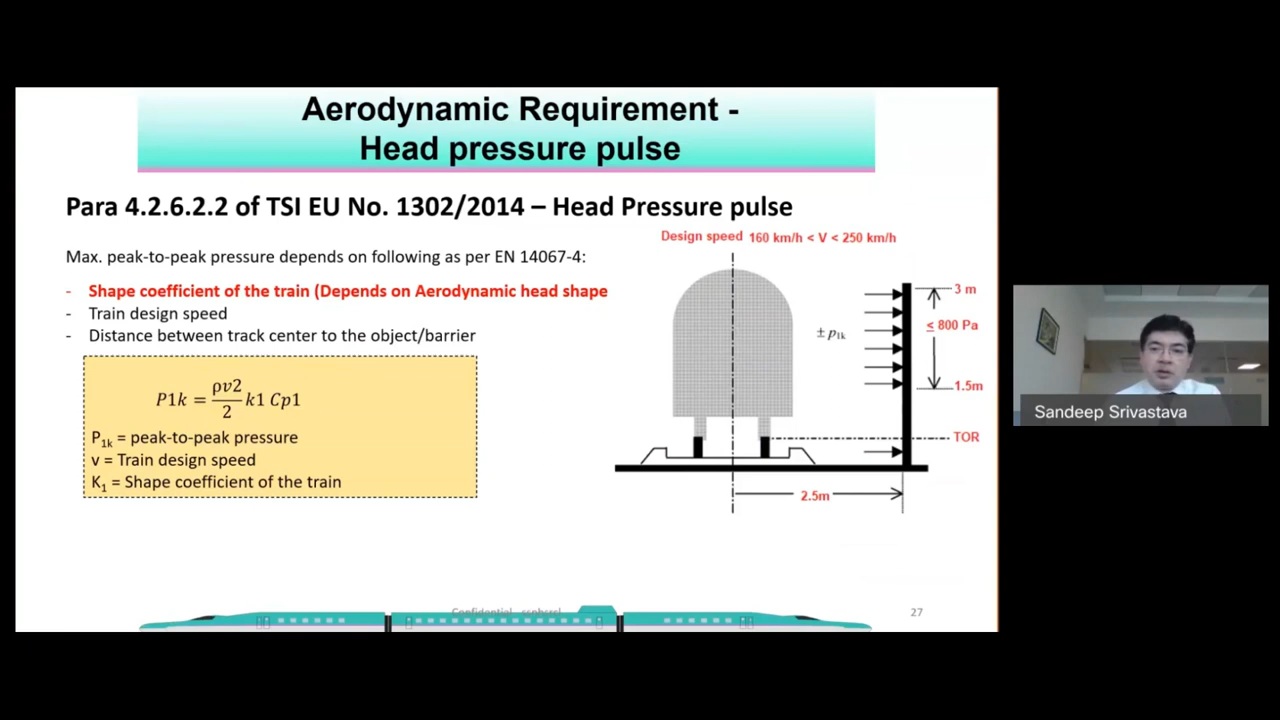 Aerodynamic Requirement -
Head pressure pulse
Para 4.2.6.2.2 of TSI EU No. 1302/2014 – Head Pressure pulse
Max. peak-to-peak pressure depends on following as per EN 14067-4:
- Shape coefficient of the train (Depends on Aerodynamic head shape
- Train design speed
- Distance between track center to the object/barrier
P1k = ρv2/2 k1 Cp1
P1k = peak-to-peak pressure
v = Train design speed
K1 = Shape coefficient of the train
Design speed 160 km/h < V < 250 km/h
3 m
± p1k
≤ 800 Pa
1.5m
TOR
2.5m
Sandeep Srivastava
Confidential
27